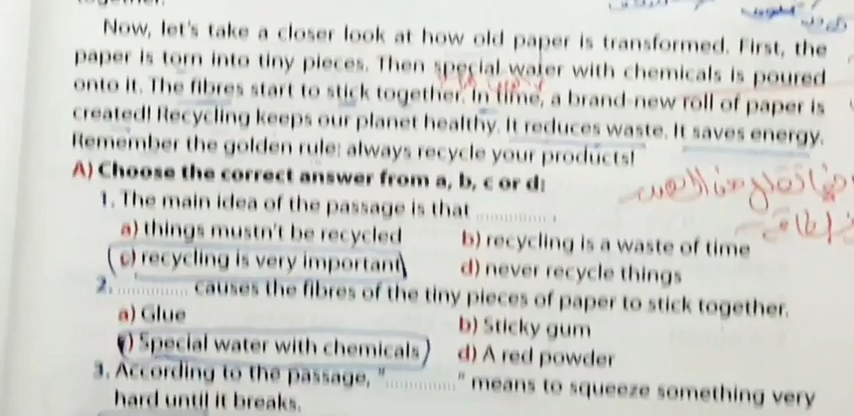 Now, let's take a closer look at how old paper is transformed. First, the
paper is torn into tiny pieces. Then special water with chemicals is poured
onto it. The fibres start to stick together. In time, a brand-new roll of paper is
created! Recycling keeps our planet healthy. It reduces waste. It saves energy.
Remember the golden rule: always recycle your products!
A) Choose the correct answer from a, b, c or d:
1. The main idea of the passage is that .............. .
a) things mustn't be recycled b) recycling is a waste of time
c) recycling is very important d) never recycle things
2. .............. causes the fibres of the tiny pieces of paper to stick together.
a) Glue b) Sticky gum
c) Special water with chemicals d) A red powder
3. According to the passage, ".............." means to squeeze something very
hard until it breaks.